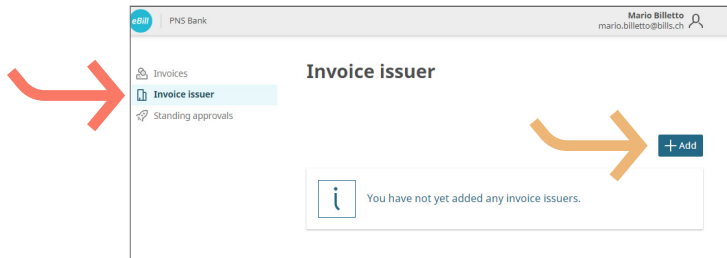 eBill PNS Bank
Mario Billetto
mario.billetto@bills.ch
Invoices
Invoice issuer
Standing approvals
Invoice issuer
+ Add
i You have not yet added any invoice issuers.